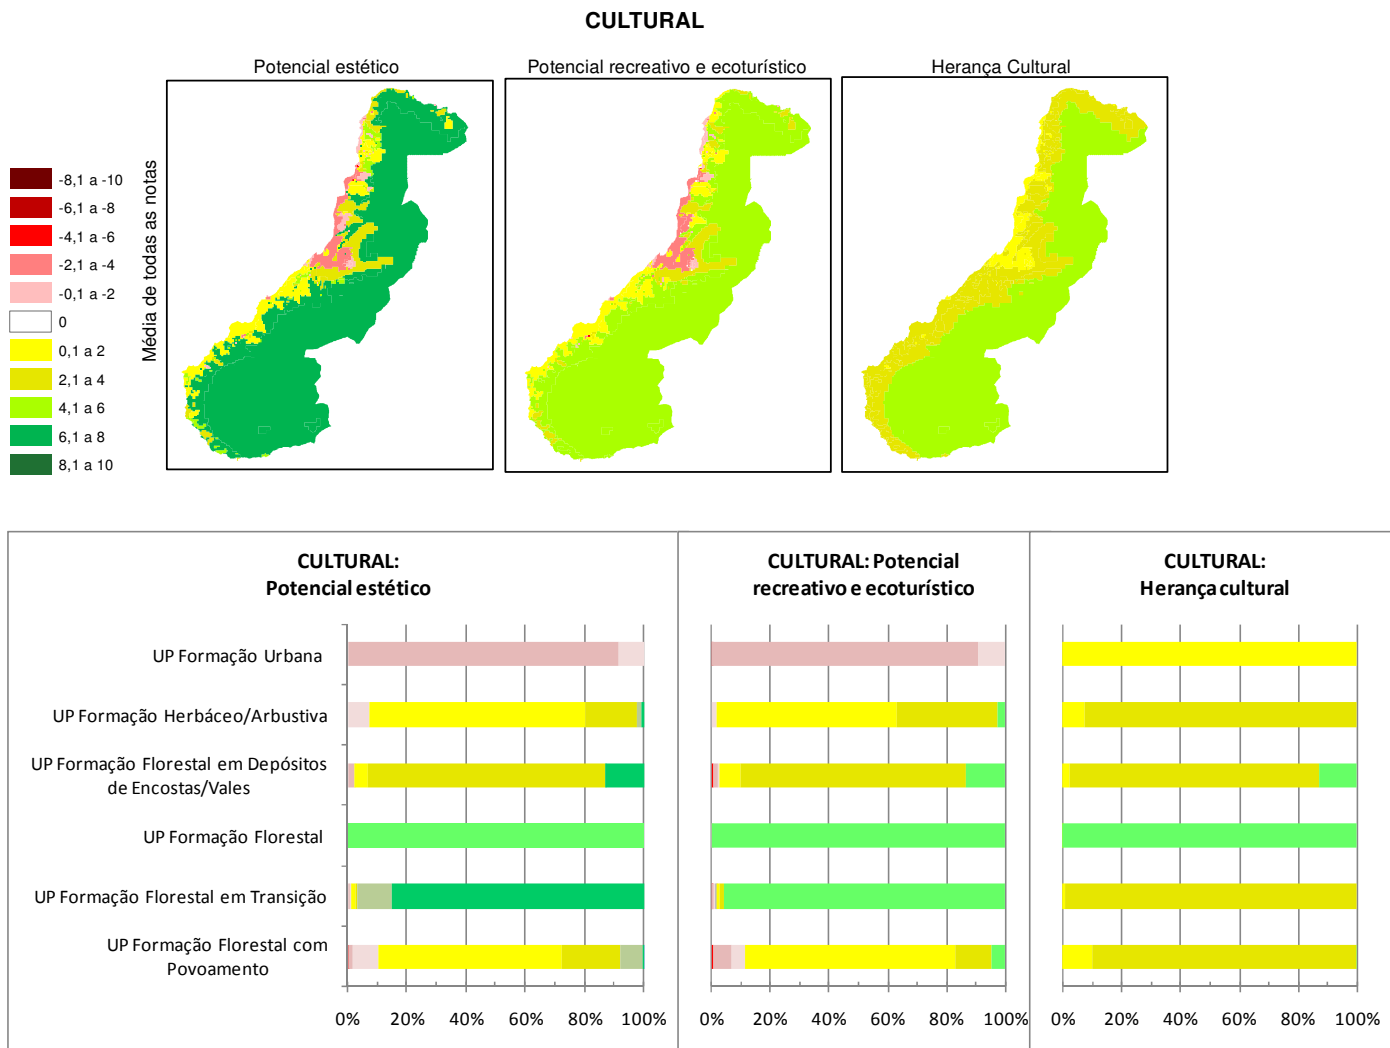 CULTURAL
Potencial estético
Potencial recreativo e ecoturístico
Herança Cultural
Média de todas as notas
-8,1 a -10
-6,1 a -8
-4,1 a -6
-2,1 a -4
-0,1 a -2
0
0,1 a 2
2,1 a 4
4,1 a 6
6,1 a 8
8,1 a 10
CULTURAL:
Potencial estético
CULTURAL: Potencial
recreativo e ecoturístico
CULTURAL:
Herança cultural
UP Formação Urbana
UP Formação Herbáceo/Arbustiva
UP Formação Florestal em Depósitos
de Encostas/Vales
UP Formação Florestal
UP Formação Florestal em Transição
UP Formação Florestal com
Povoamento
0% 20% 40% 60% 80% 100%
0% 20% 40% 60% 80% 100%
0% 20% 40% 60% 80% 100%